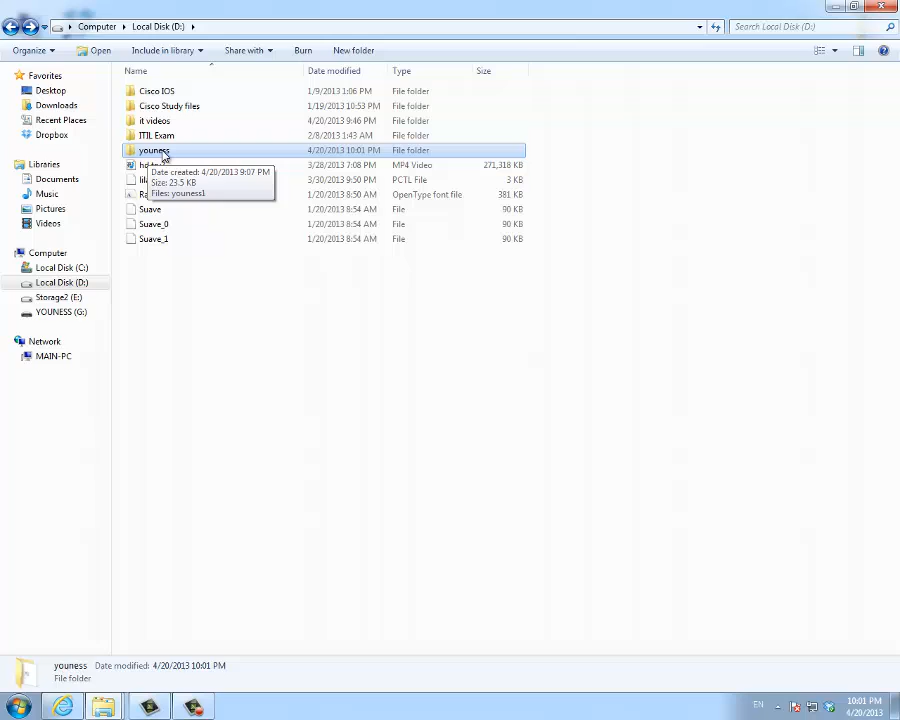 Computer Local Disk (D:) Search Local Disk (D:)
Organize Open Include in library Share with Burn New folder
Name Date modified Type Size
Favorites
Desktop
Downloads
Recent Places
Dropbox
Libraries
Documents
Music
Pictures
Videos
Computer
Local Disk (C:)
Local Disk (D:)
Storage2 (E:)
YOUNESS (G:)
Network
MAIN-PC
Cisco IOS 1/9/2013 1:06 PM File folder
Cisco Study files 1/19/2013 10:53 PM File folder
it videos 4/20/2013 9:46 PM File folder
ITIL Exam 2/8/2013 1:43 AM File folder
youness 4/20/2013 10:01 PM File folder
3/28/2013 7:08 PM MP4 Video 271,318 KB
3/30/2013 9:50 PM PCTL File 3 KB
1/20/2013 8:50 AM OpenType font file 381 KB
Suave 1/20/2013 8:54 AM File 90 KB
Suave_0 1/20/2013 8:54 AM File 90 KB
Suave_1 1/20/2013 8:54 AM File 90 KB
Date created: 4/20/2013 9:07 PM
Size: 23.5 KB
Files: youness1
youness Date modified: 4/20/2013 10:01 PM
File folder
EN
10:01 PM
4/20/2013